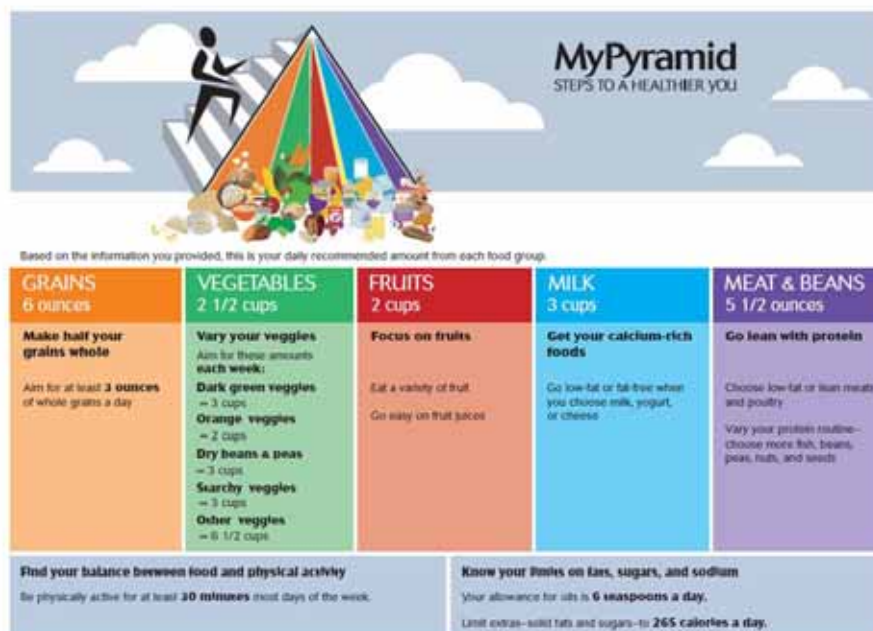 MyPyramid
STEPS TO A HEALTHIER YOU
Based on the information you provided, this is your daily recommended amount from each food group.
GRAINS
6 ounces
Make half your
grains whole
Aim for at least 3 ounces
of whole grains a day
VEGETABLES
2 1/2 cups
Vary your veggies
Aim for these amounts
each week:
Dark green veggies
= 3 cups
Orange veggies
= 2 cups
Dry beans & peas
= 3 cups
Starchy veggies
= 3 cups
Other veggies
= 6 1/2 cups
FRUITS
2 cups
Focus on fruits
Eat a variety of fruit
Go easy on fruit juices
MILK
3 cups
Get your calcium-rich
foods
Go low-fat or fat-free when
you choose milk, yogurt,
or cheese
MEAT & BEANS
5 1/2 ounces
Go lean with protein
Choose low-fat or lean meats
and poultry
Vary your protein routine–
choose more fish, beans,
peas, nuts, and seeds
Find your balance between food and physical activity
Be physically active for at least 30 minutes most days of the week.
Know your limits on fats, sugars, and sodium
Your allowance for oils is 6 teaspoons a day.
Limit extras–solid fats and sugars–to 265 calories a day.